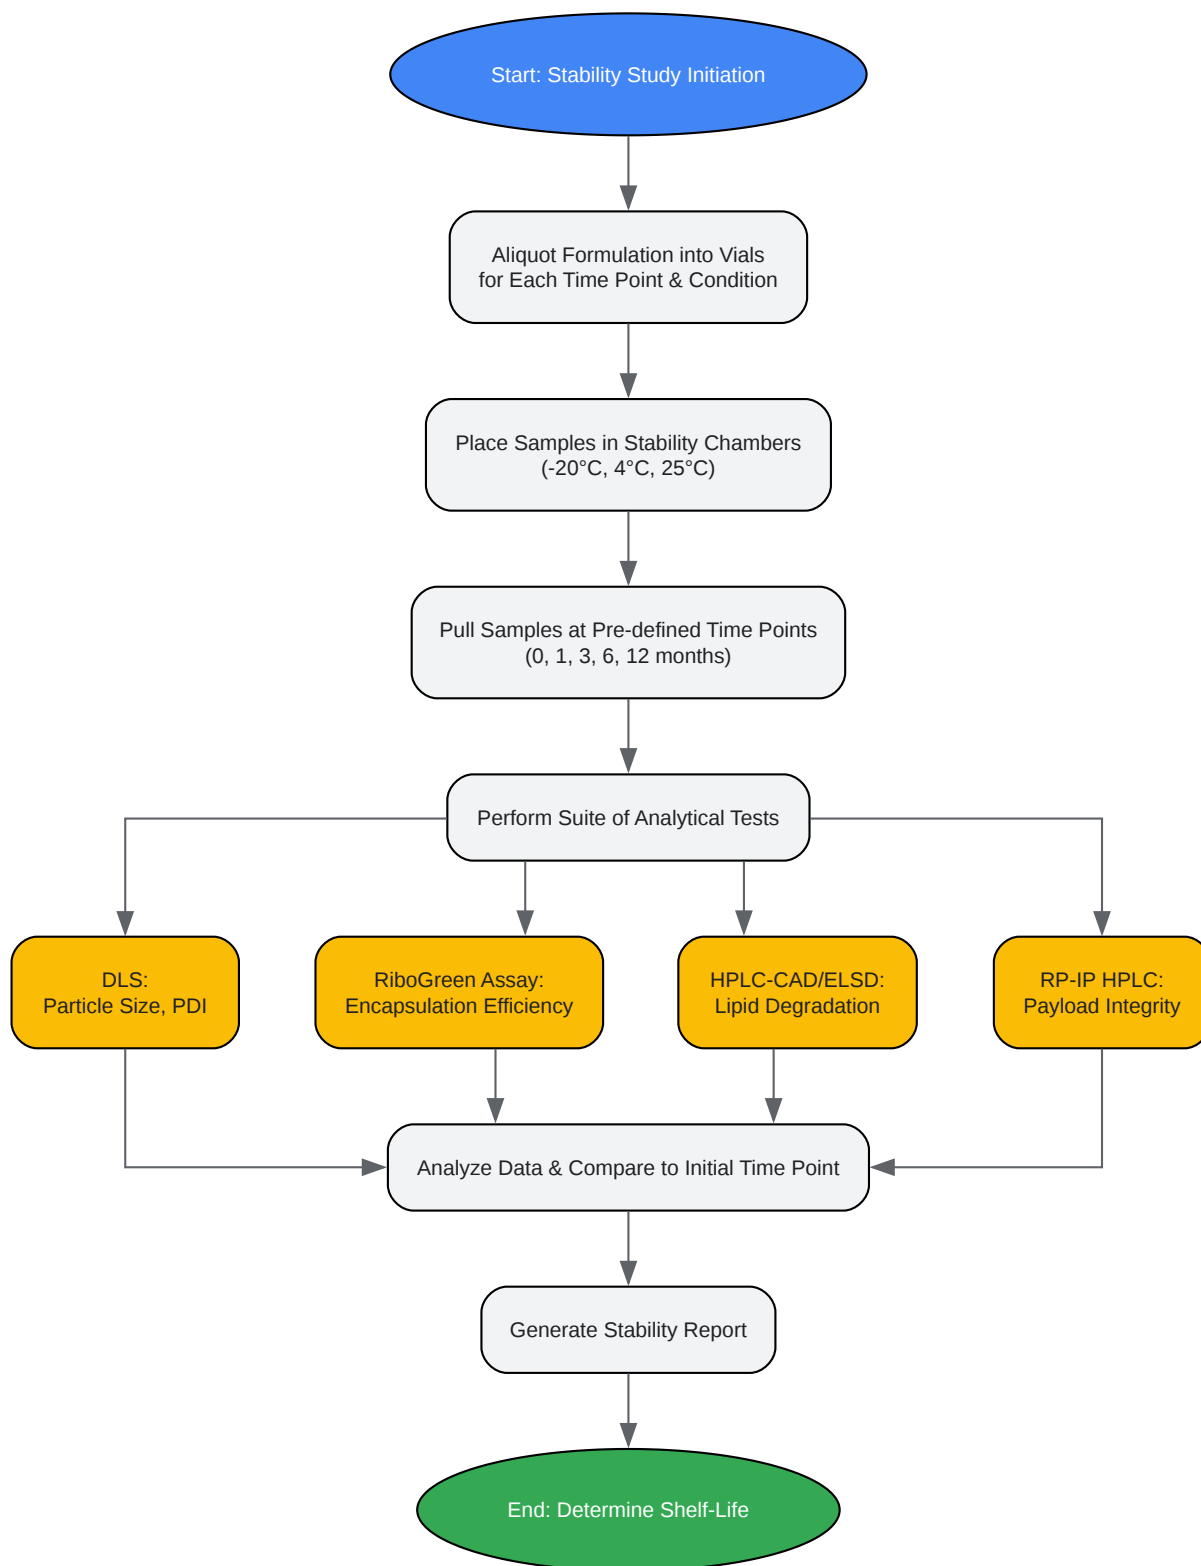 Start: Stability Study Initiation
Aliquot Formulation into Vials
for Each Time Point & Condition
Place Samples in Stability Chambers
(-20°C, 4°C, 25°C)
Pull Samples at Pre-defined Time Points
(0, 1, 3, 6, 12 months)
Perform Suite of Analytical Tests
DLS:
Particle Size, PDI
RiboGreen Assay:
Encapsulation Efficiency
HPLC-CAD/ELSD:
Lipid Degradation
RP-IP HPLC:
Payload Integrity
Analyze Data & Compare to Initial Time Point
Generate Stability Report
End: Determine Shelf-Life